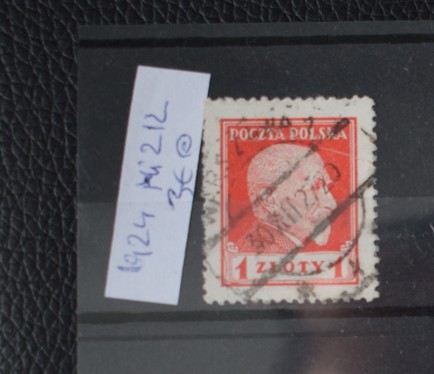 1924 Mi 212
3€
POCZTA POLSKA
1 ZŁOTY 1